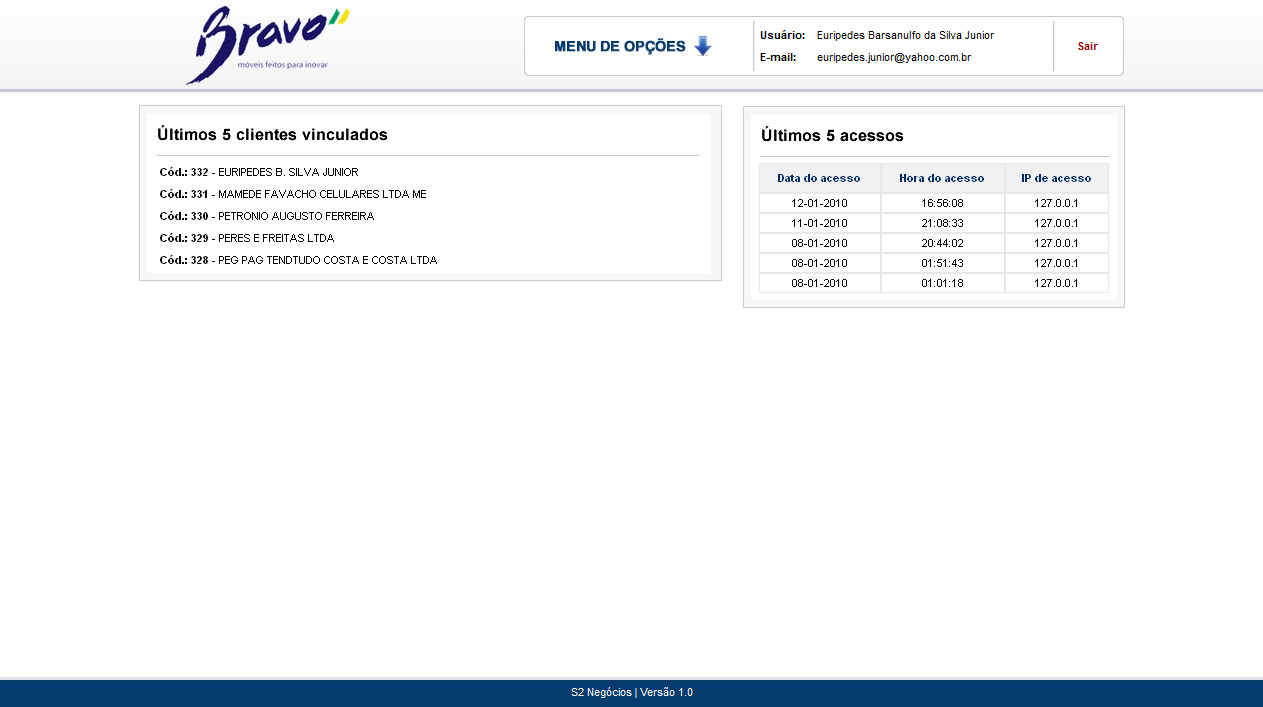 Bravo
móveis feitos para inovar
MENU DE OPÇÕES
Usuário: Euripedes Barsanulfo da Silva Junior
E-mail: euripedes.junior@yahoo.com.br
Sair
Últimos 5 clientes vinculados
Cód.: 332 - EURIPEDES B. SILVA JUNIOR
Cód.: 331 - MAMEDE FAVACHO CELULARES LTDA ME
Cód.: 330 - PETRONIO AUGUSTO FERREIRA
Cód.: 329 - PERES E FREITAS LTDA
Cód.: 328 - PEG PAG TENDTUDO COSTA E COSTA LTDA
Últimos 5 acessos
Data do acesso Hora do acesso IP de acesso
12-01-2010 16:56:08 127.0.0.1
11-01-2010 21:08:33 127.0.0.1
08-01-2010 20:44:02 127.0.0.1
08-01-2010 01:51:43 127.0.0.1
08-01-2010 01:01:18 127.0.0.1
S2 Negócios | Versão 1.0